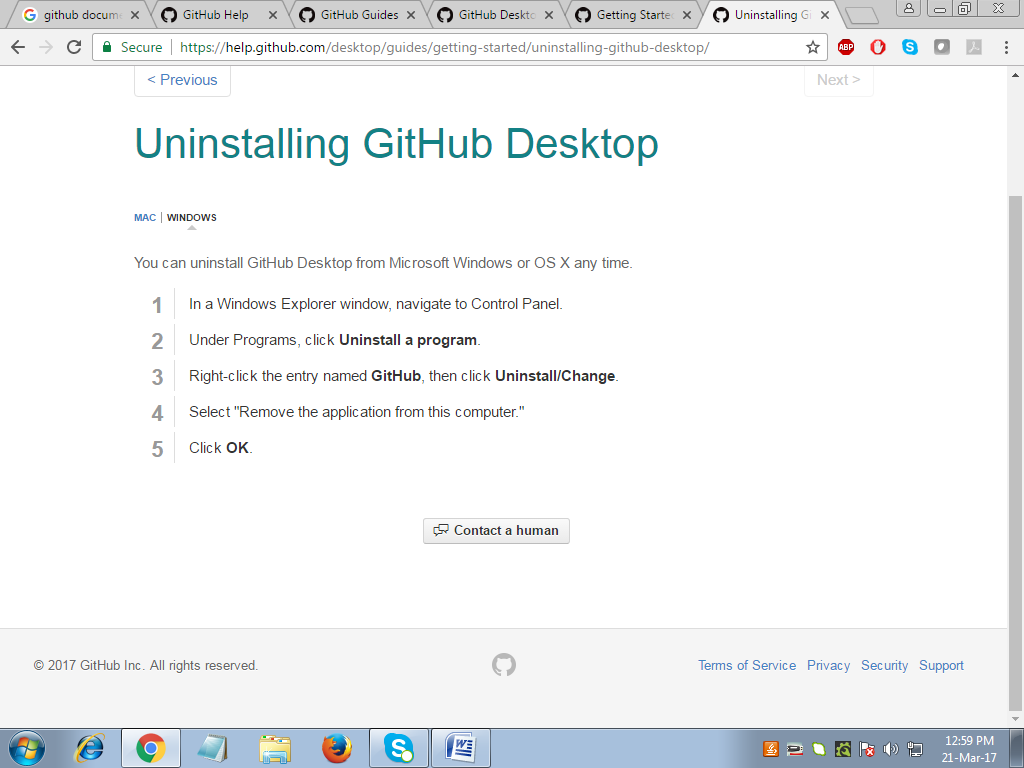 github docum
GitHub Help
GitHub Guides
GitHub Deskto
Getting Starte
Uninstalling Gi
Secure https://help.github.com/desktop/guides/getting-started/uninstalling-github-desktop/
ABP
< Previous
Next >
Uninstalling GitHub Desktop
MAC | WINDOWS
You can uninstall GitHub Desktop from Microsoft Windows or OS X any time.
1 In a Windows Explorer window, navigate to Control Panel.
2 Under Programs, click Uninstall a program.
3 Right-click the entry named GitHub, then click Uninstall/Change.
4 Select "Remove the application from this computer."
5 Click OK.
Contact a human
© 2017 GitHub Inc. All rights reserved.
Terms of Service Privacy Security Support
12:59 PM
21-Mar-17